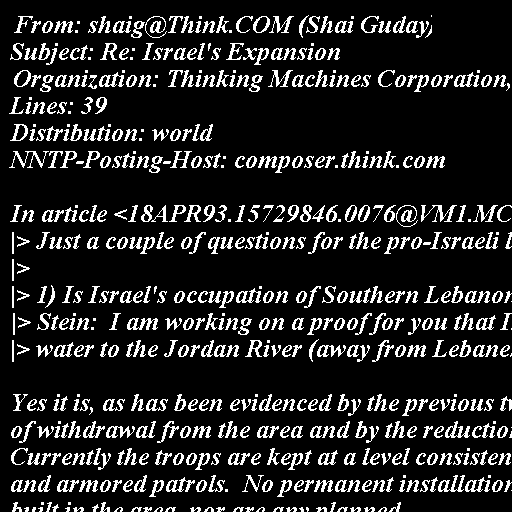 From: shaig@Think.COM (Shai Guday)
Subject: Re: Israel's Expansion
Organization: Thinking Machines Corporation,
Lines: 39
Distribution: world
NNTP-Posting-Host: composer.think.com

In article <18APR93.15729846.0076@VM1.MC
|> Just a couple of questions for the pro-Israeli l
|>
|> 1) Is Israel's occupation of Southern Lebanon
|> Stein:  I am working on a proof for you that I
|> water to the Jordan River (away from Lebane

Yes it is, as has been evidenced by the previous tw
of withdrawal from the area and by the reductio
Currently the troops are kept at a level consisten
and armored patrols.  No permanent installation
built in the area, nor are any planned.